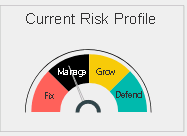 Current Risk Profile
Manage Grow
Fix Defend